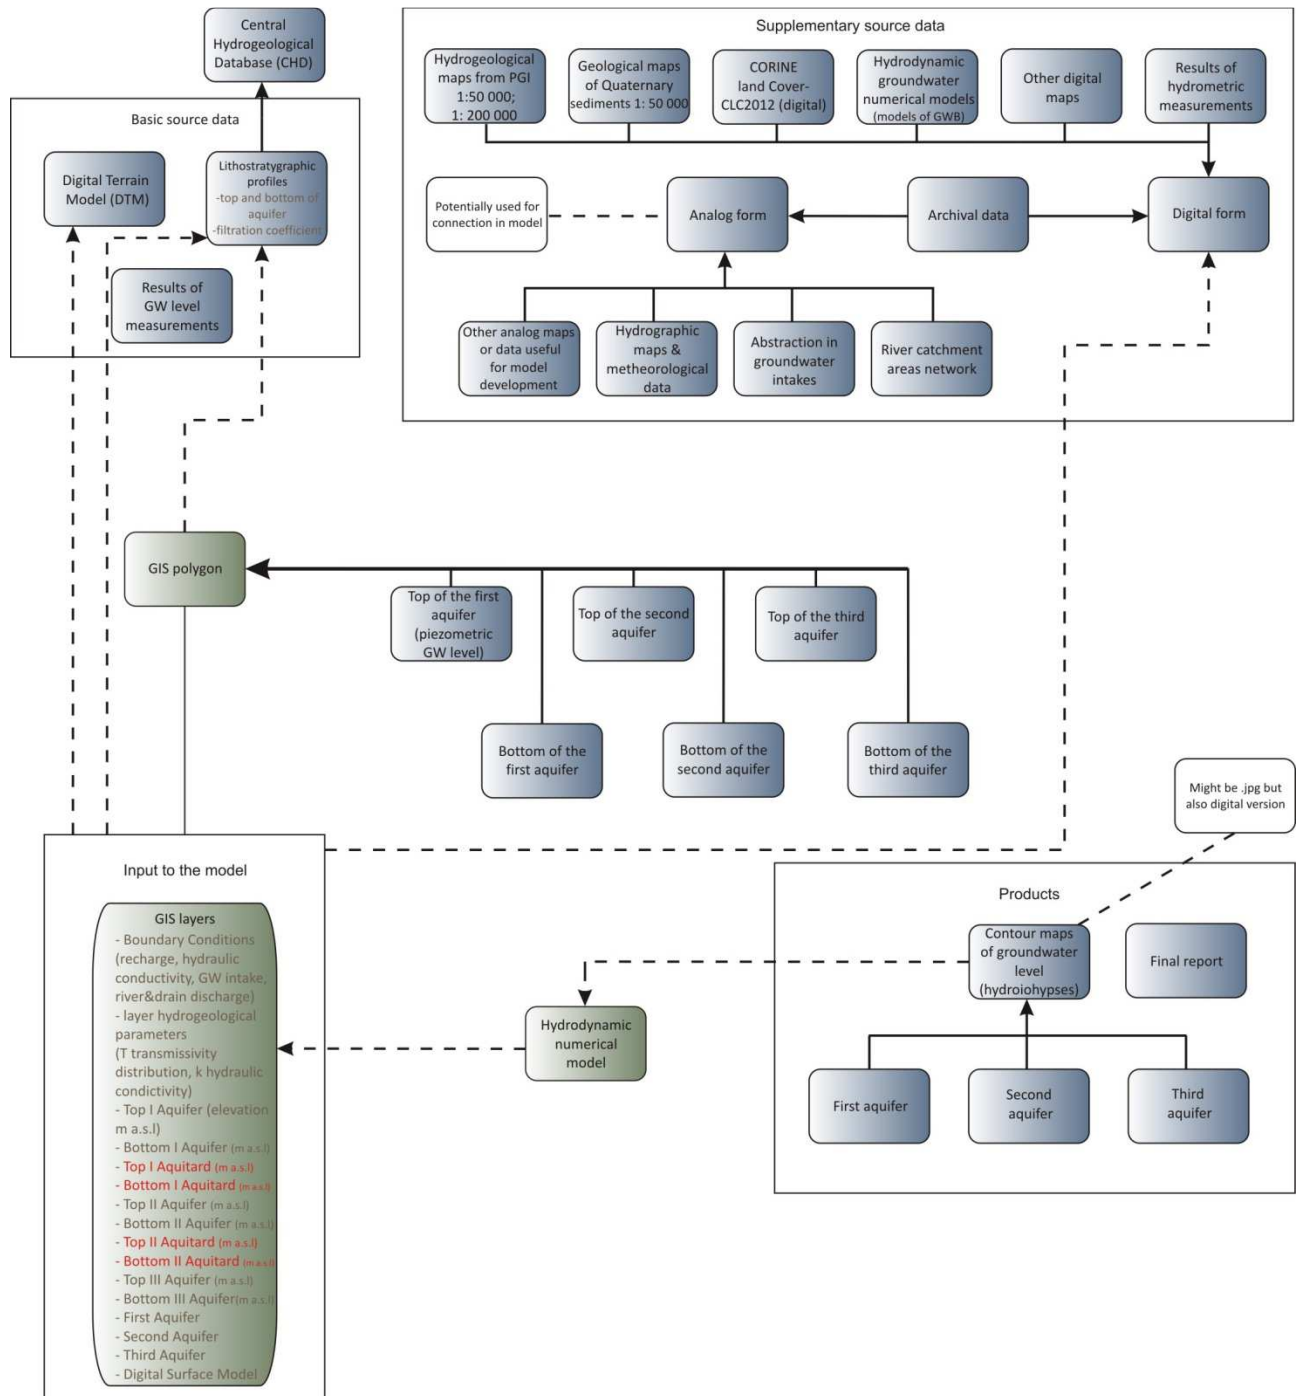 Central
Hydrogeological
Database (CHD)
Basic source data
Digital Terrain
Model (DTM)
Lithostratygraphic
profiles
-top and bottom of
aquifer
-filtration coefficient
Results of
GW level
measurements
Supplementary source data
Hydrogeological
maps from PGI
1:50 000;
1: 200 000
Geological maps
of Quaternary
sediments 1: 50 000
CORINE
land Cover-
CLC2012 (digital)
Hydrodynamic
groundwater
numerical models
(models of GWB)
Other digital
maps
Results of
hydrometric
measurements
Potentially used for
connection in model
Analog form
Archival data
Digital form
Other analog maps
or data useful
for model
development
Hydrographic
maps &
metheorological
data
Abstraction in
groundwater
intakes
River catchment
areas network
GIS polygon
Top of the first
aquifer
(piezometric
GW level)
Top of the second
aquifer
Top of the third
aquifer
Bottom of the
first aquifer
Bottom of the
second aquifer
Bottom of the
third aquifer
Might be .jpg but
also digital version
Input to the model
GIS layers
- Boundary Conditions
(recharge, hydraulic
conductivity, GW intake,
river&drain discharge)
- layer hydrogeological
parameters
(T transmissivity
distribution, k hydraulic
condictivity)
- Top I Aquifer (elevation
m a.s.l)
- Bottom I Aquifer (m a.s.l)
- Top I Aquitard (m a.s.l)
- Bottom I Aquitard (m a.s.l)
- Top II Aquifer (m a.s.l)
- Bottom II Aquifer (m a.s.l)
- Top II Aquitard (m a.s.l)
- Bottom II Aquitard (m a.s.l)
- Top III Aquifer (m a.s.l)
- Bottom III Aquifer(m a.s.l)
- First Aquifer
- Second Aquifer
- Third Aquifer
- Digital Surface Model
Hydrodynamic
numerical
model
Products
Contour maps
of groundwater
level
(hydroiohypses)
Final report
First aquifer
Second
aquifer
Third
aquifer